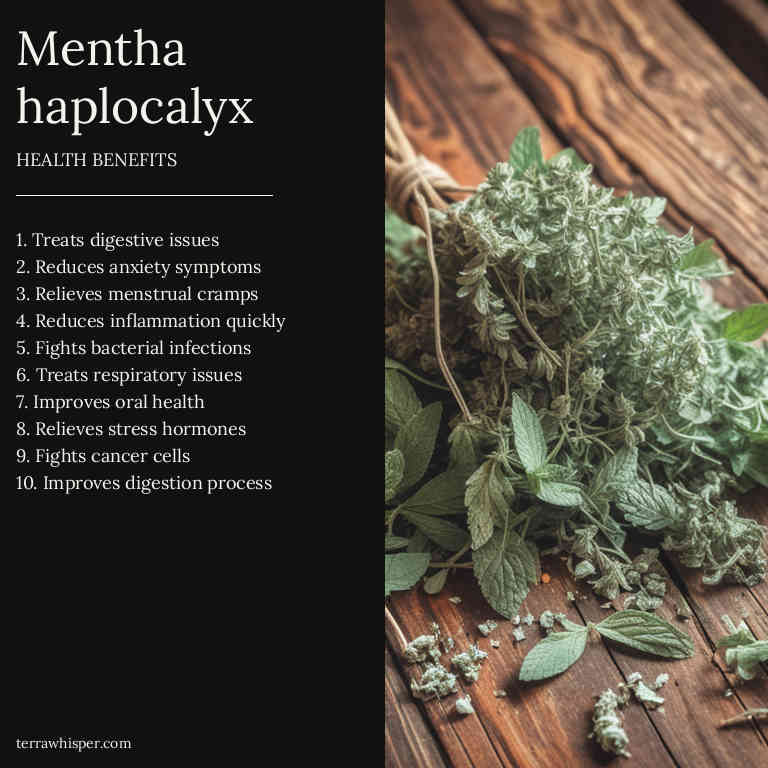 Mentha
haplocalyx
HEALTH BENEFITS
1. Treats digestive issues
2. Reduces anxiety symptoms
3. Relieves menstrual cramps
4. Reduces inflammation quickly
5. Fights bacterial infections
6. Treats respiratory issues
7. Improves oral health
8. Relieves stress hormones
9. Fights cancer cells
10. Improves digestion process
terrawhisper.com